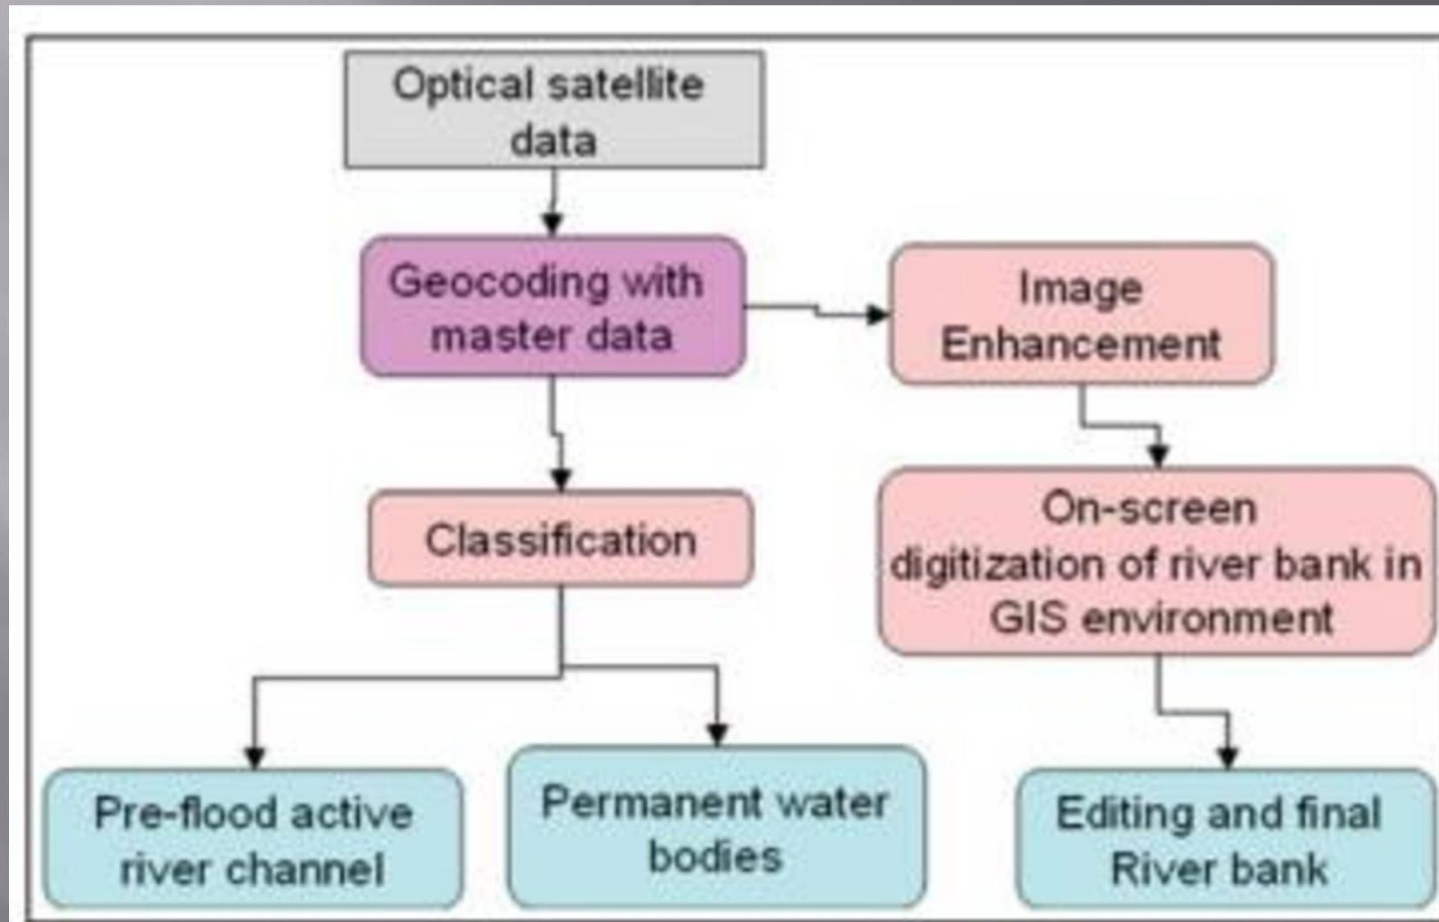 Optical satellite
data
Geocoding with
master data
Image
Enhancement
Classification
On-screen
digitization of river bank in
GIS environment
Pre-flood active
river channel
Permanent water
bodies
Editing and final
River bank